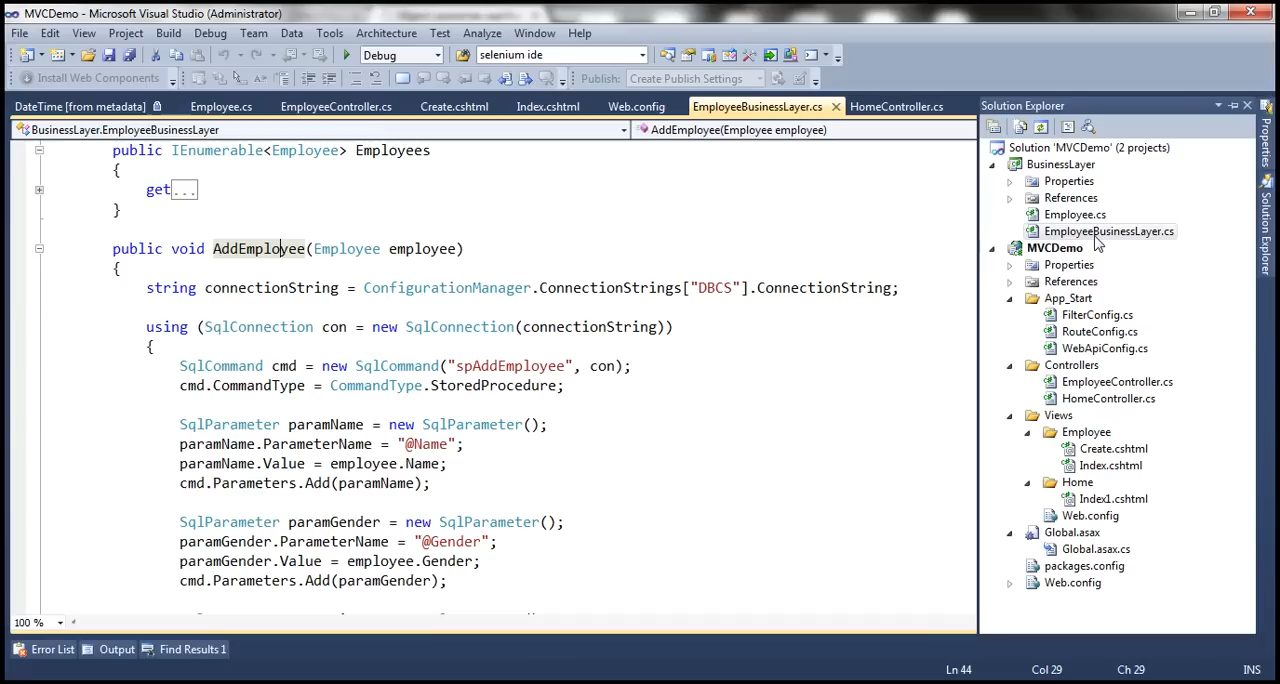 MVCDemo - Microsoft Visual Studio (Administrator)
File Edit View Project Build Debug Team Data Tools Architecture Test Analyze Window Help
Debug selenium ide
Install Web Components Publish: Create Publish Settings
DateTime [from metadata] Employee.cs EmployeeController.cs Create.cshtml Index.cshtml Web.config EmployeeBusinessLayer.cs HomeController.cs
BusinessLayer.EmployeeBusinessLayer AddEmployee(Employee employee)
public IEnumerable<Employee> Employees
{
get...
}
public void AddEmployee(Employee employee)
{
string connectionString = ConfigurationManager.ConnectionStrings["DBCS"].ConnectionString;
using (SqlConnection con = new SqlConnection(connectionString))
{
SqlCommand cmd = new SqlCommand("spAddEmployee", con);
cmd.CommandType = CommandType.StoredProcedure;
SqlParameter paramName = new SqlParameter();
paramName.ParameterName = "@Name";
paramName.Value = employee.Name;
cmd.Parameters.Add(paramName);
SqlParameter paramGender = new SqlParameter();
paramGender.ParameterName = "@Gender";
paramGender.Value = employee.Gender;
cmd.Parameters.Add(paramGender);
100 %
Solution Explorer
Solution 'MVCDemo' (2 projects)
BusinessLayer
Properties
References
Employee.cs
EmployeeBusinessLayer.cs
MVCDemo
Properties
References
App_Start
FilterConfig.cs
RouteConfig.cs
WebApiConfig.cs
Controllers
EmployeeController.cs
HomeController.cs
Views
Employee
Create.cshtml
Index.cshtml
Home
Index1.cshtml
Web.config
Global.asax
Global.asax.cs
packages.config
Web.config
Properties
Solution Explorer
Error List Output Find Results 1
Ln 44 Col 29 Ch 29 INS